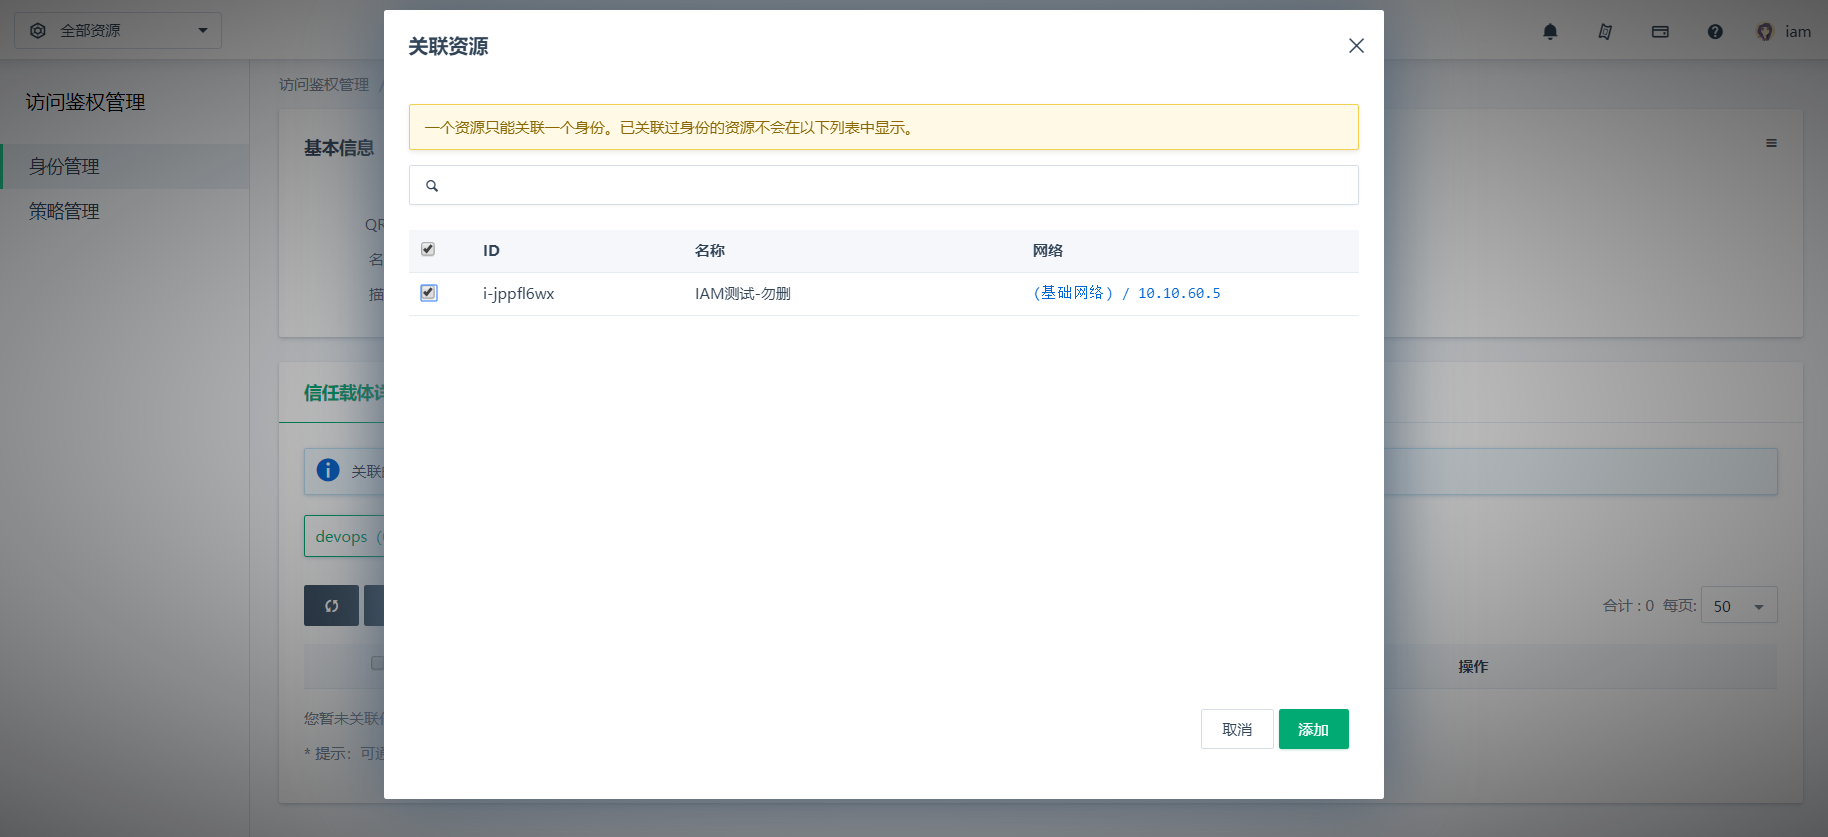 全部资源
iam
访问鉴权管理
身份管理
策略管理
访问鉴权管理 /
基本信息
QR
名
描
信任载体
关联
devops
合计 : 0 每页: 50
操作
您暂未关联
* 提示：可通
关联资源
一个资源只能关联一个身份。已关联过身份的资源不会在以下列表中显示。
ID 名称 网络
i-jppfl6wx IAM测试-勿删 (基础网络) / 10.10.60.5
取消 添加